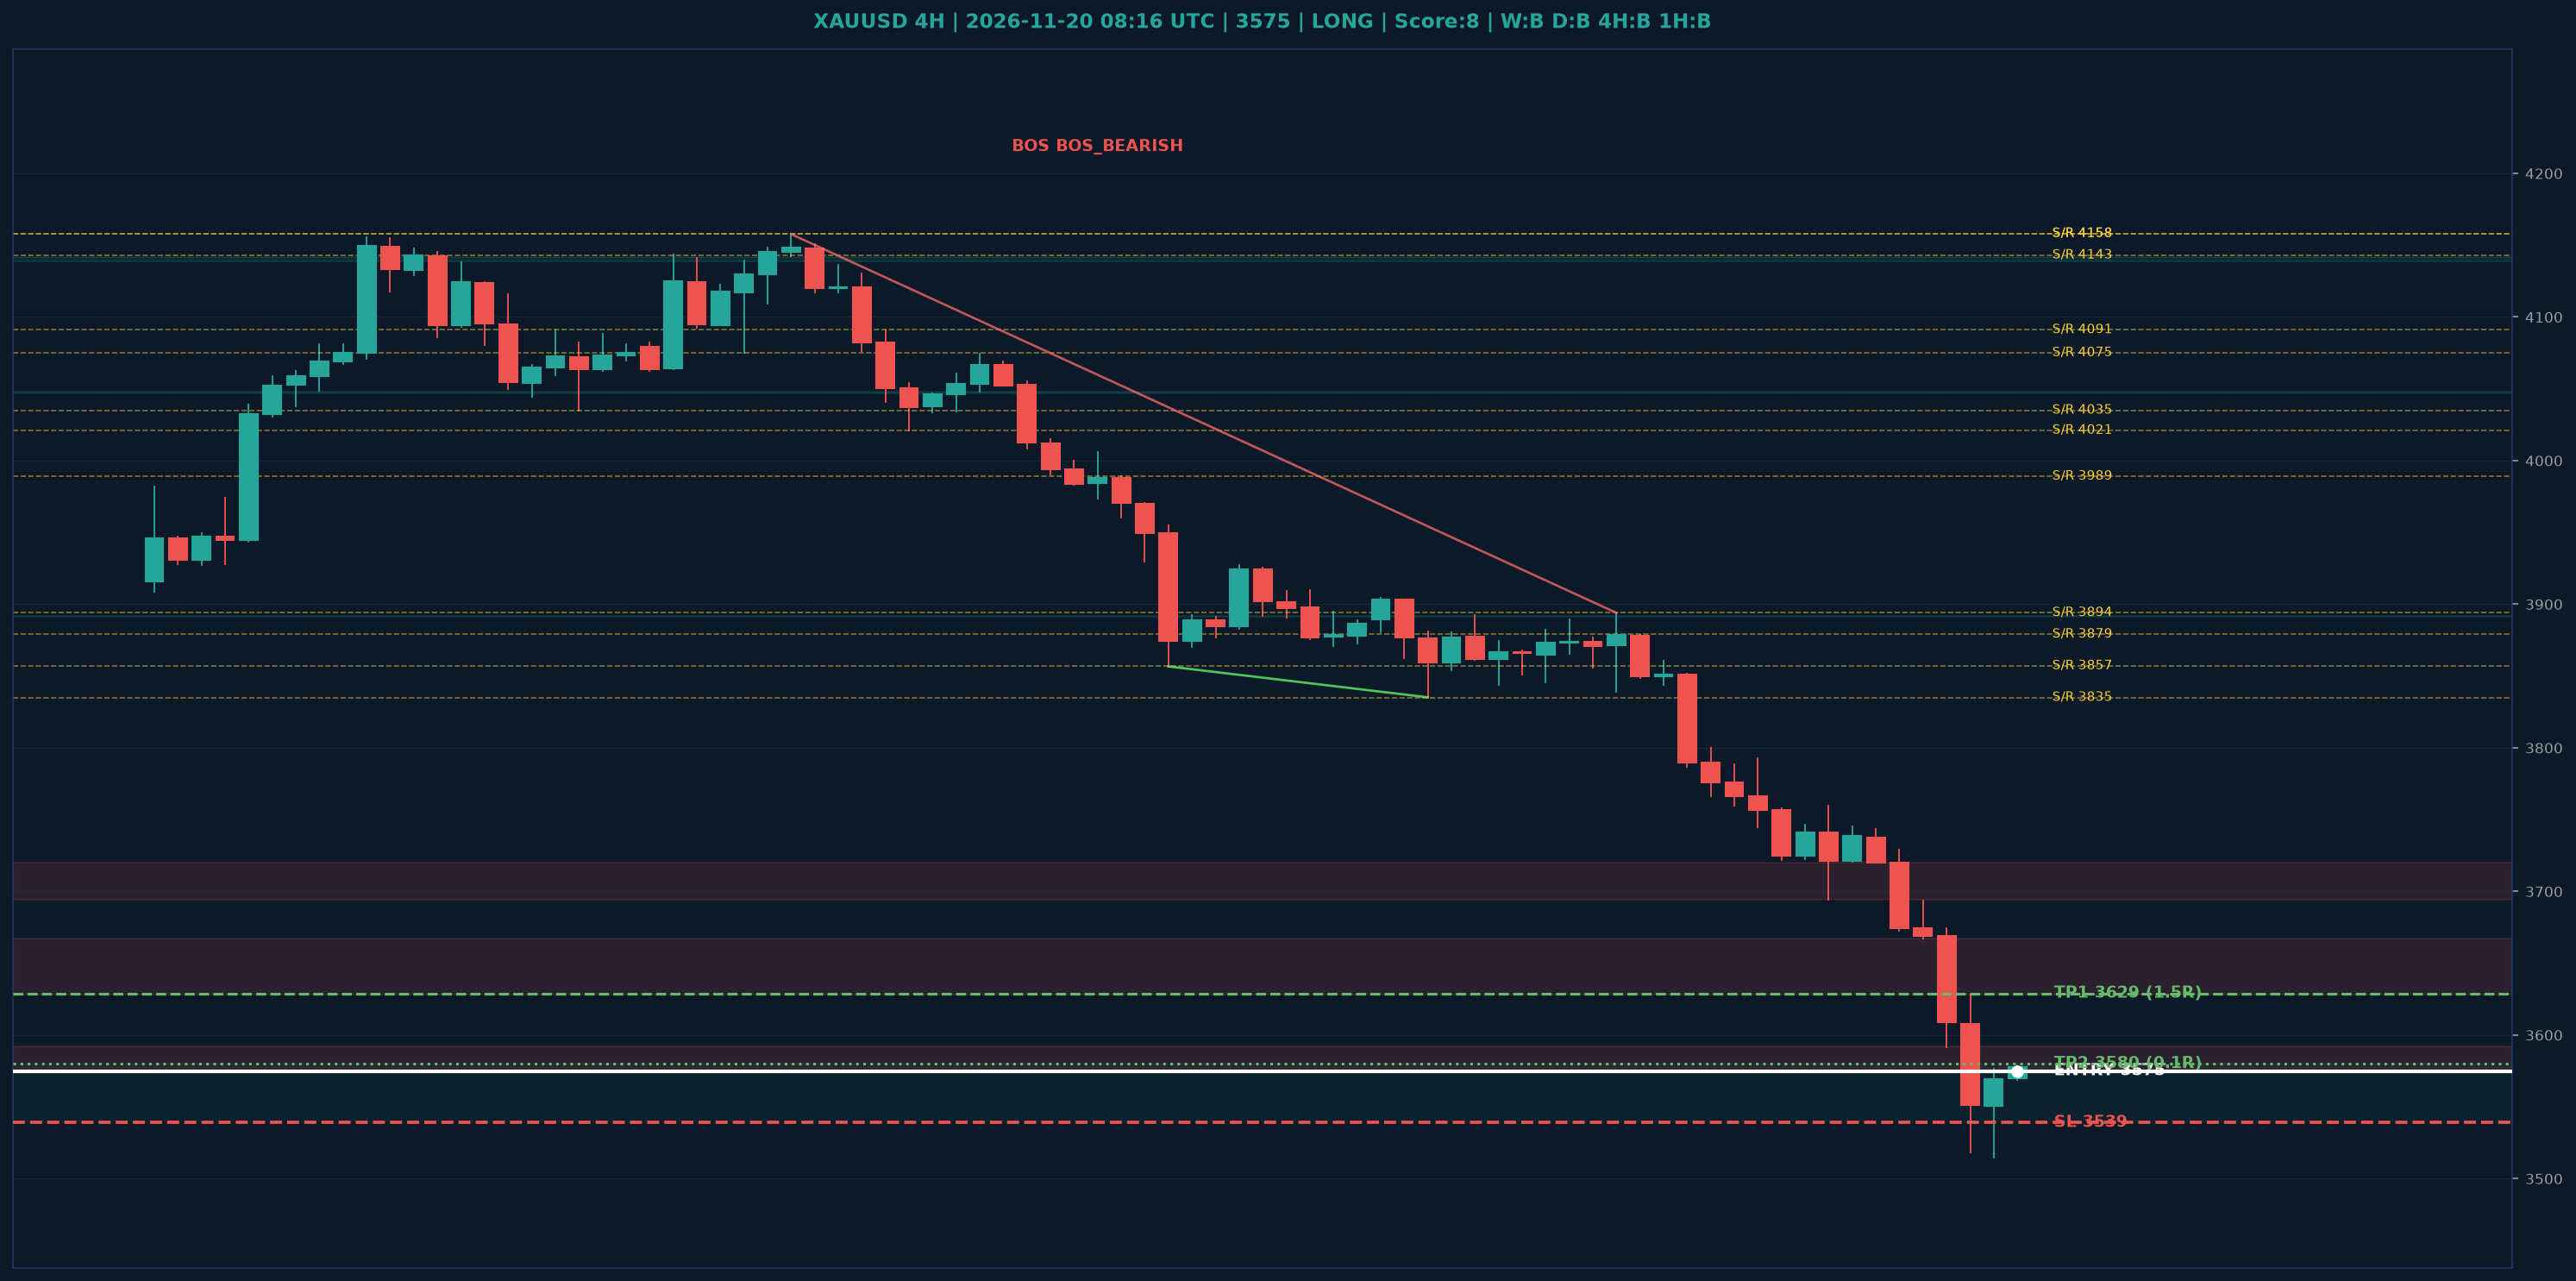 XAUUSD 4H | 2026-11-20 08:16 UTC | 3575 | LONG | Score:8 | W:B D:B 4H:B 1H:B
BOS BOS_BEARISH
4200
S/R 4158
S/R 4143
4100
S/R 4091
S/R 4075
S/R 4035
S/R 4021
4000
S/R 3989
3900
S/R 3894
S/R 3879
S/R 3857
S/R 3835
3800
3700
TP1 3629 (1.5R)
3600
TP2 3580 (0.1R)
ENTRY 3575
SL 3539
3500